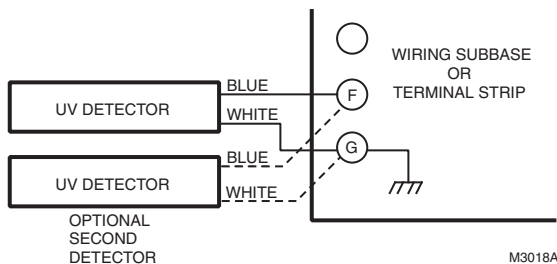 BLUE
WHITE
UV DETECTOR
BLUE
WHITE
UV DETECTOR
OPTIONAL
SECOND
DETECTOR
F
G
WIRING SUBBASE
OR
TERMINAL STRIP
M3018A